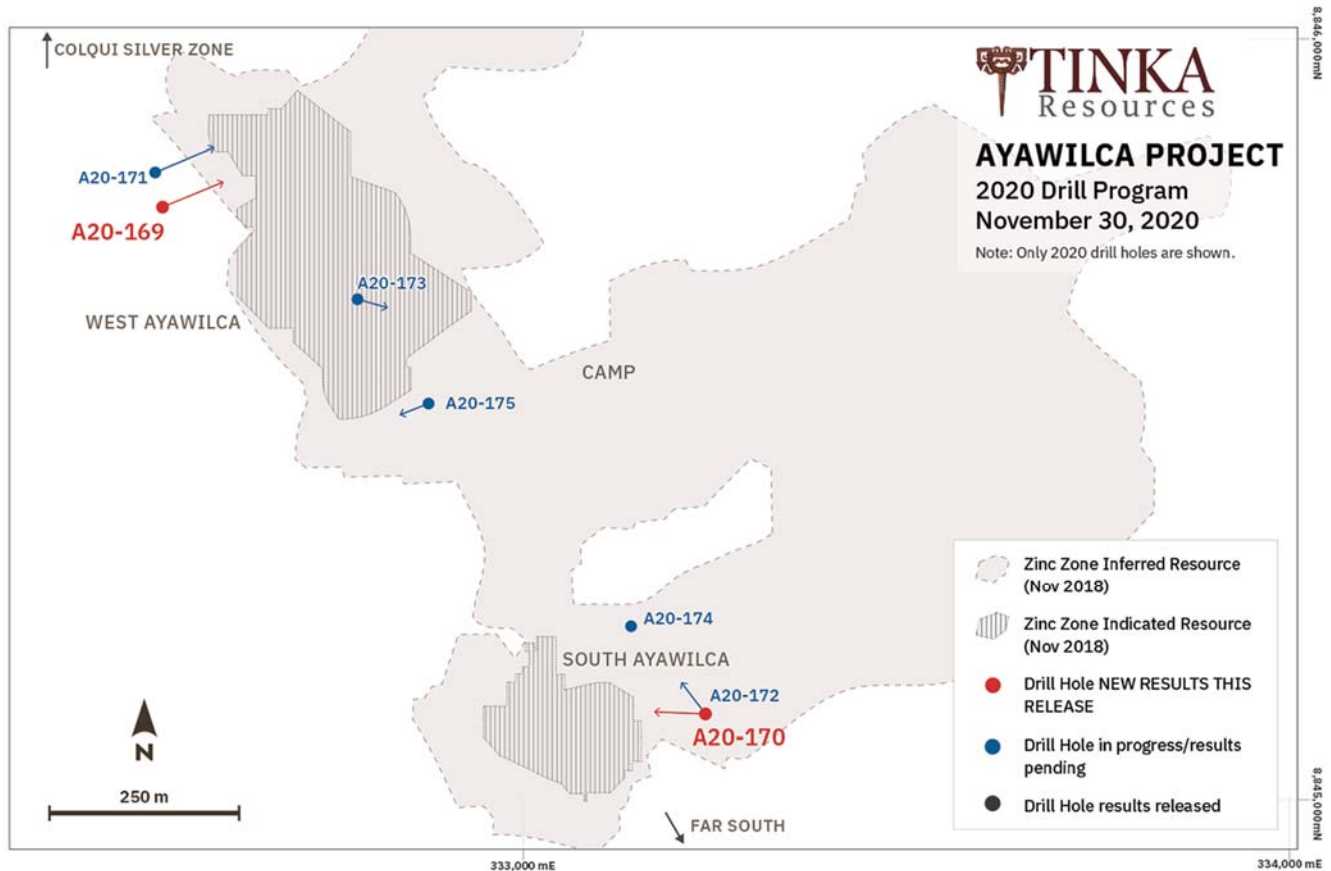 COLQUI SILVER ZONE
8,846,000mN
TINKA
Resources
AYAWILCA PROJECT
2020 Drill Program
November 30, 2020
Note: Only 2020 drill holes are shown.
A20-171
A20-169
A20-173
WEST AYAWILCA
CAMP
A20-175
A20-174
SOUTH AYAWILCA
A20-172
A20-170
Zinc Zone Inferred Resource
(Nov 2018)
Zinc Zone Indicated Resource
(Nov 2018)
Drill Hole NEW RESULTS THIS
RELEASE
Drill Hole in progress/results
pending
Drill Hole results released
N
250 m
FAR SOUTH
8,845,000mN
333,000 mE
334,000 mE